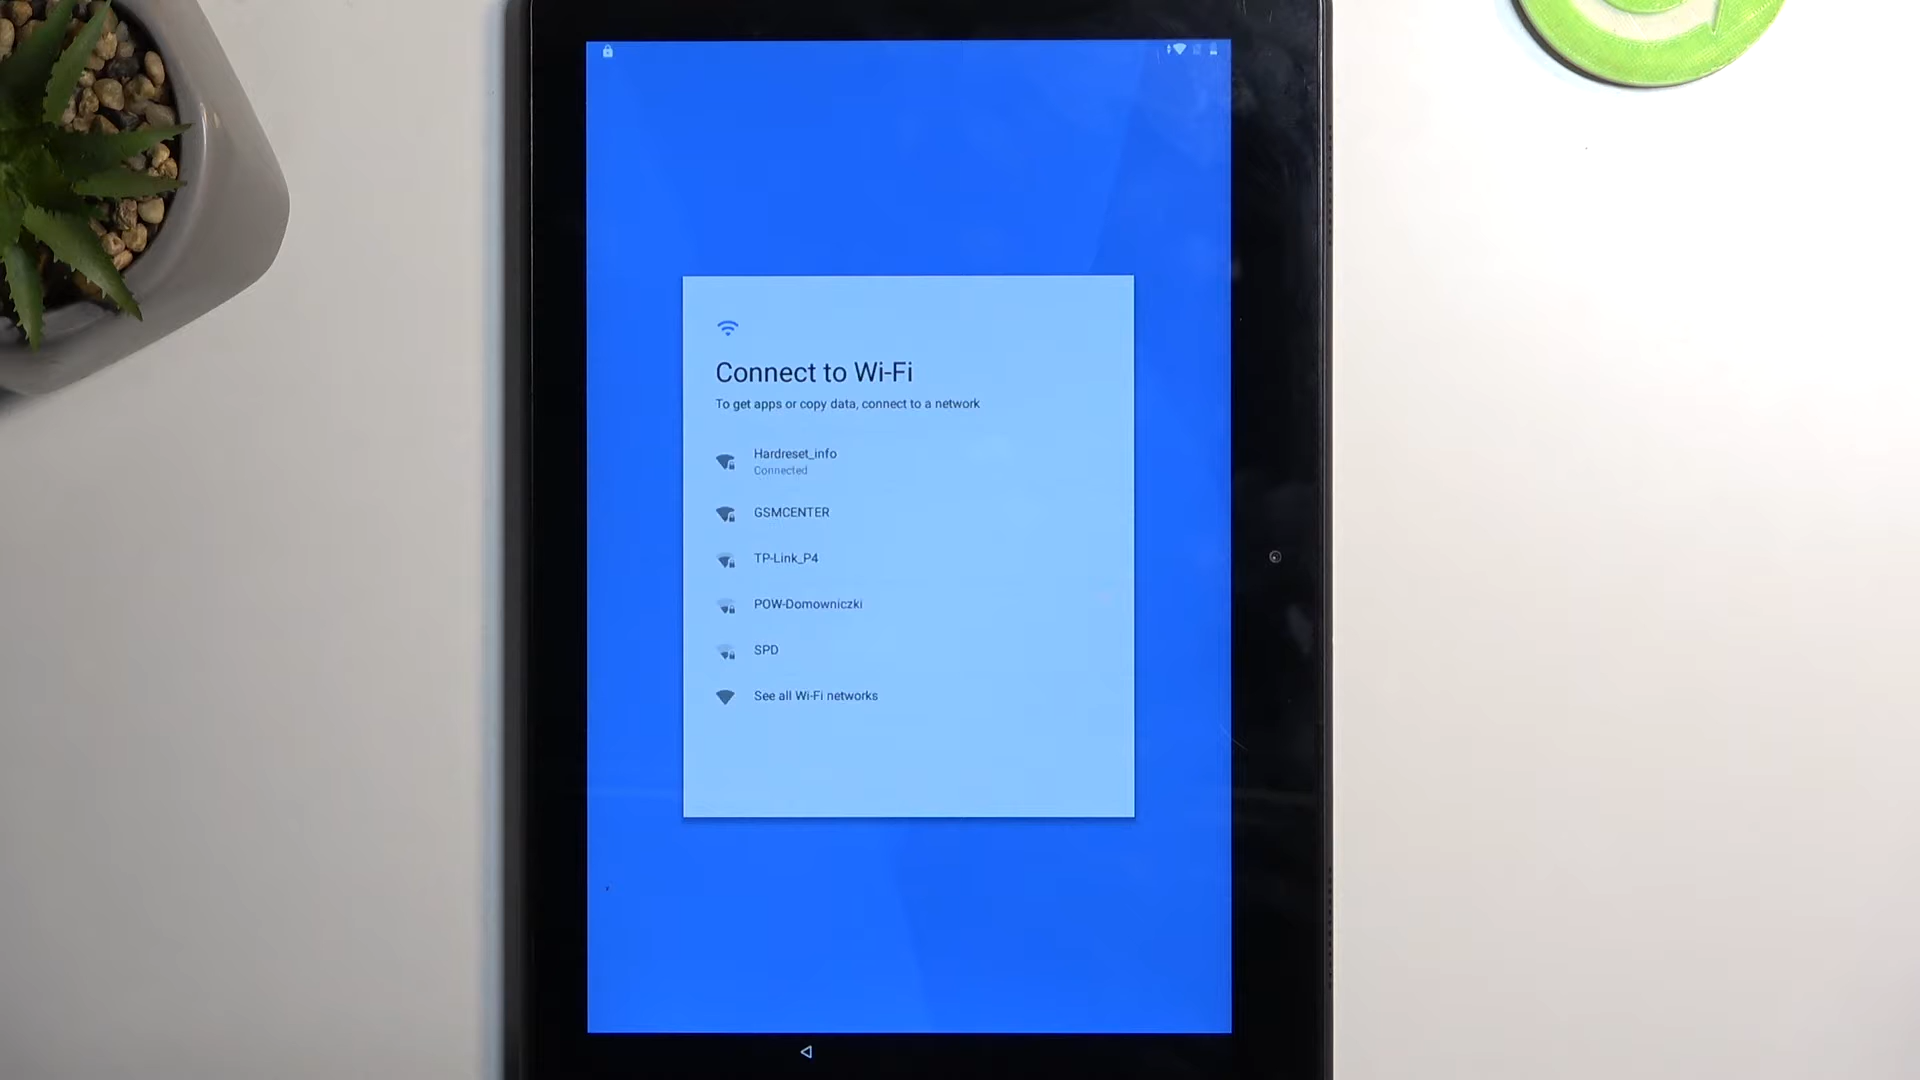 Connect to Wi-Fi
To get apps or copy data, connect to a network
Hardreset_info
Connected
GSMCENTER
TP-Link_P4
POW-Domowniczki
SPD
See all Wi-Fi networks